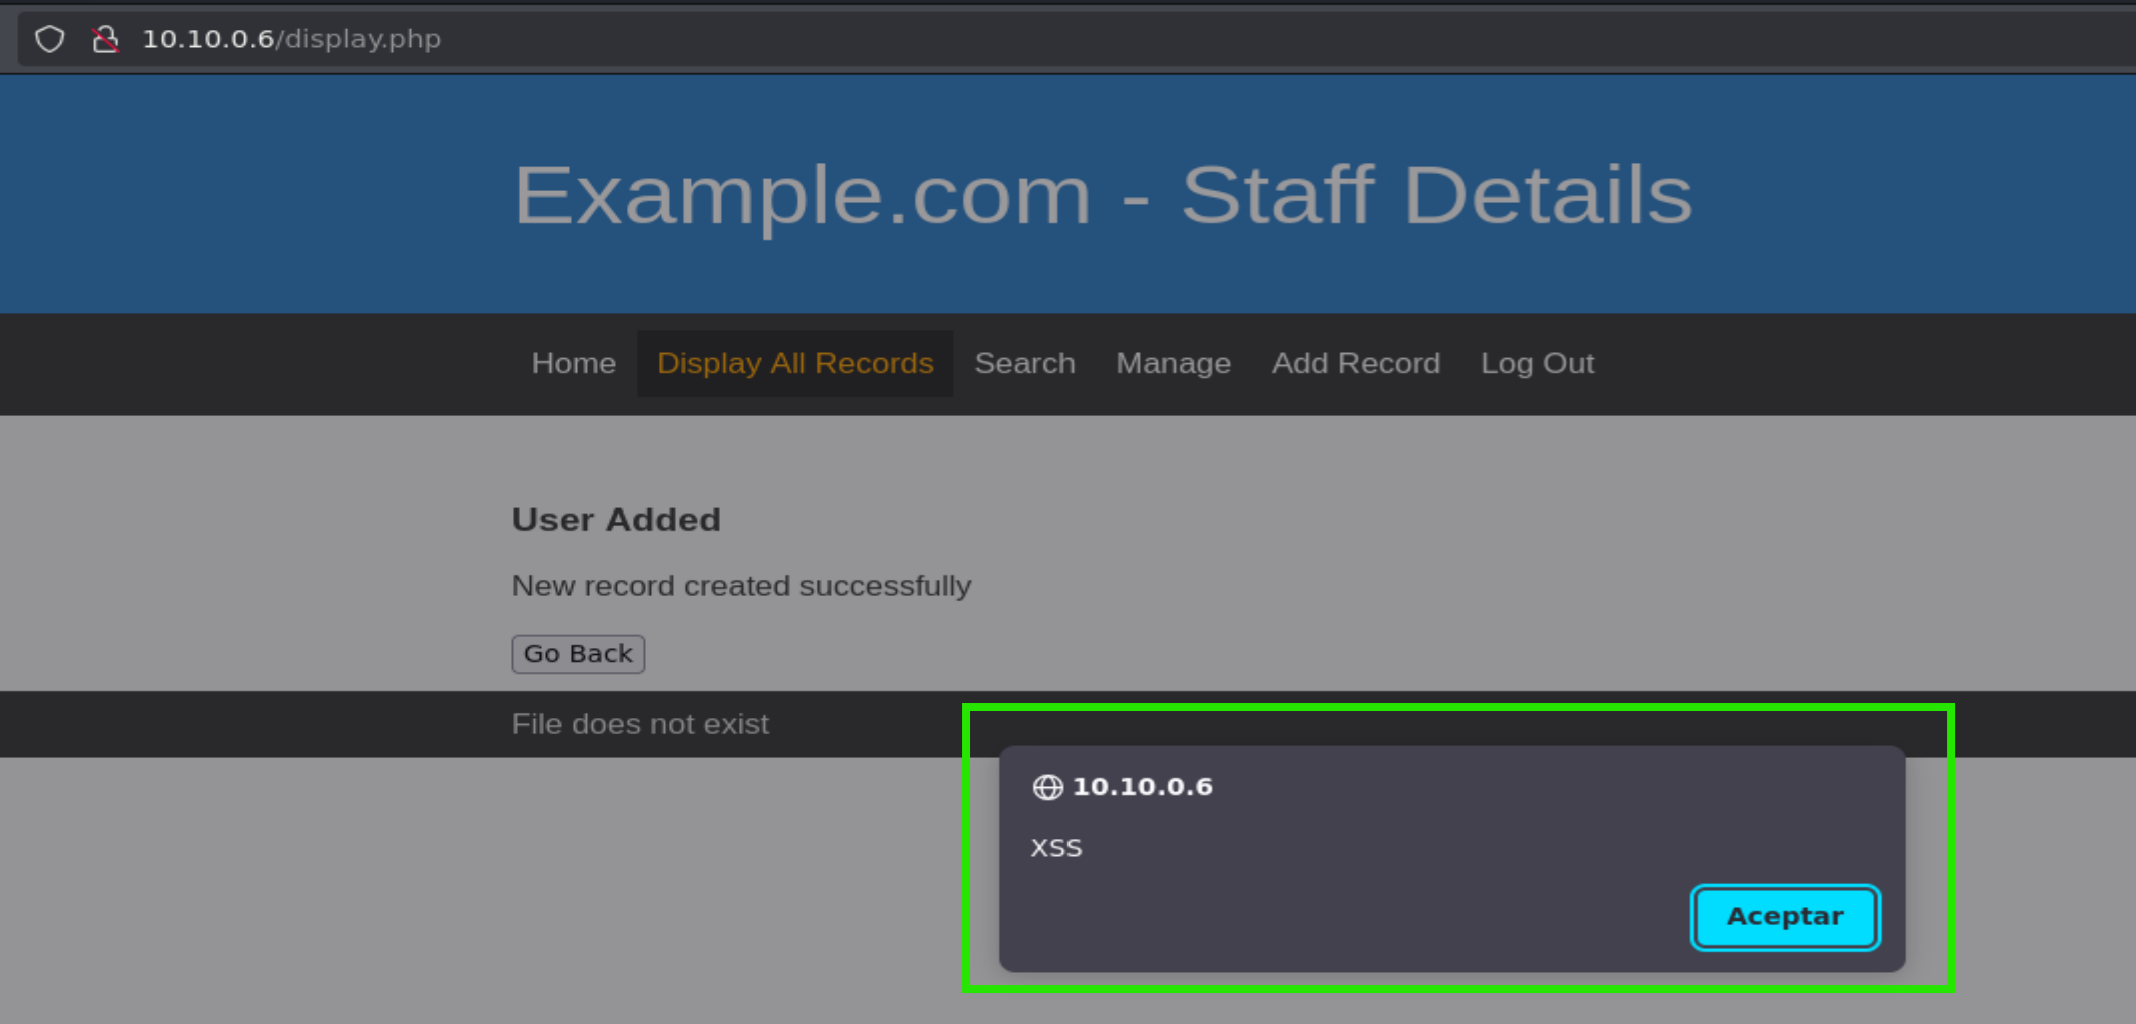 10.10.0.6/display.php
Example.com - Staff Details
Home Display All Records Search Manage Add Record Log Out
User Added
New record created successfully
Go Back
File does not exist
10.10.0.6
XSS
Aceptar